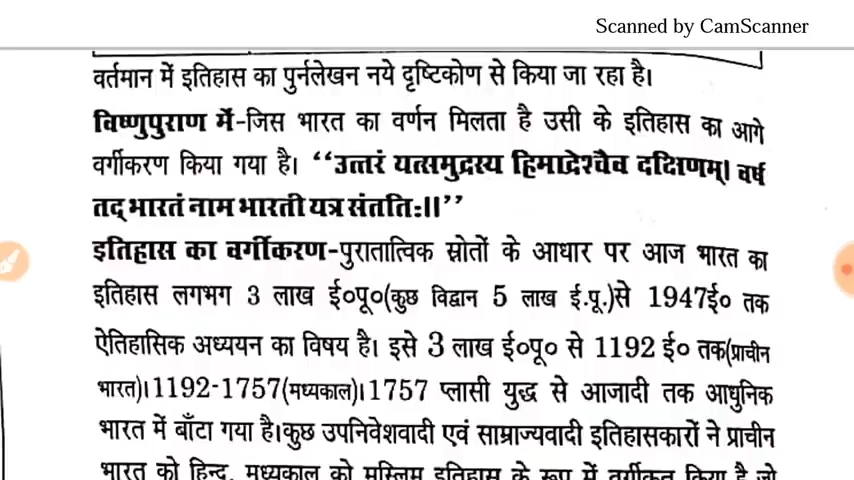 Scanned by CamScanner
वर्तमान में इतिहास का पुर्नलेखन नये दृष्टिकोण से किया जा रहा है।
विष्णुपुराण में-जिस भारत का वर्णन मिलता है उसी के इतिहास का आगे
वर्गीकरण किया गया है। ‘‘उत्तरं यत्समुद्रस्य हिमाद्रेश्चैव दक्षिणम्। वर्ष
तद् भारतं नाम भारती यत्र संततिः।।’’
इतिहास का वर्गीकरण-पुरातात्विक स्रोतों के आधार पर आज भारत का
इतिहास लगभग 3 लाख ई०पू०(कुछ विद्वान 5 लाख ई.पू.)से 1947ई० तक
ऐतिहासिक अध्ययन का विषय है। इसे 3 लाख ई०पू० से 1192 ई० तक(प्राचीन
भारत)।1192-1757(मध्यकाल)।1757 प्लासी युद्ध से आजादी तक आधुनिक
भारत में बाँटा गया है।कुछ उपनिवेशवादी एवं साम्राज्यवादी इतिहासकारों ने प्राचीन
भारत को हिन्दू, मध्यकाल को मुस्लिम इतिहास के रूप में वर्गीकृत किया है जो